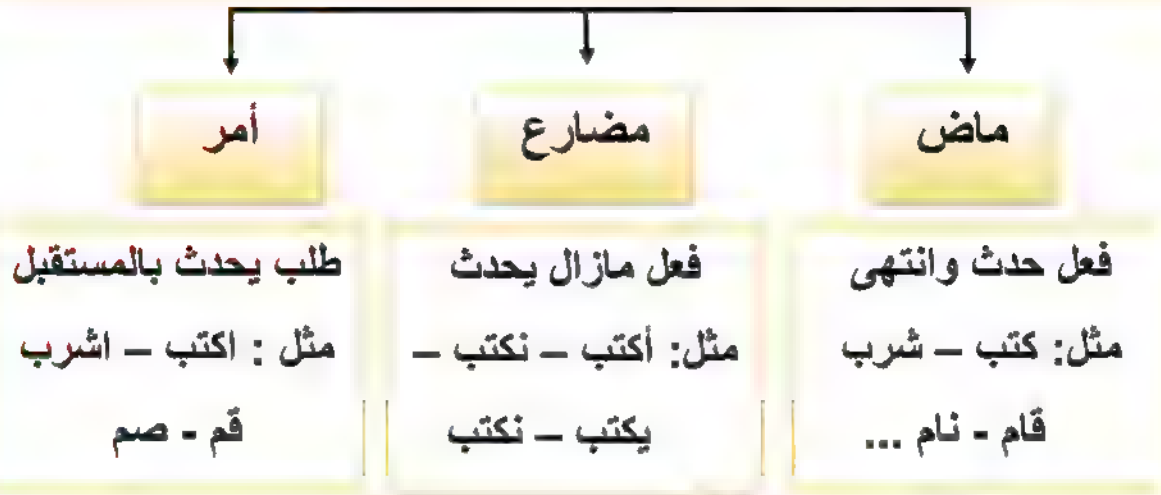 ماض
فعل حدث وانتهى
مثل: كتب – شرب
قام - نام ...
مضارع
فعل مازال يحدث
مثل: أكتب – نكتب –
يكتب – نكتب
أمر
طلب يحدث بالمستقبل
مثل : اكتب – اشرب
قم - صم